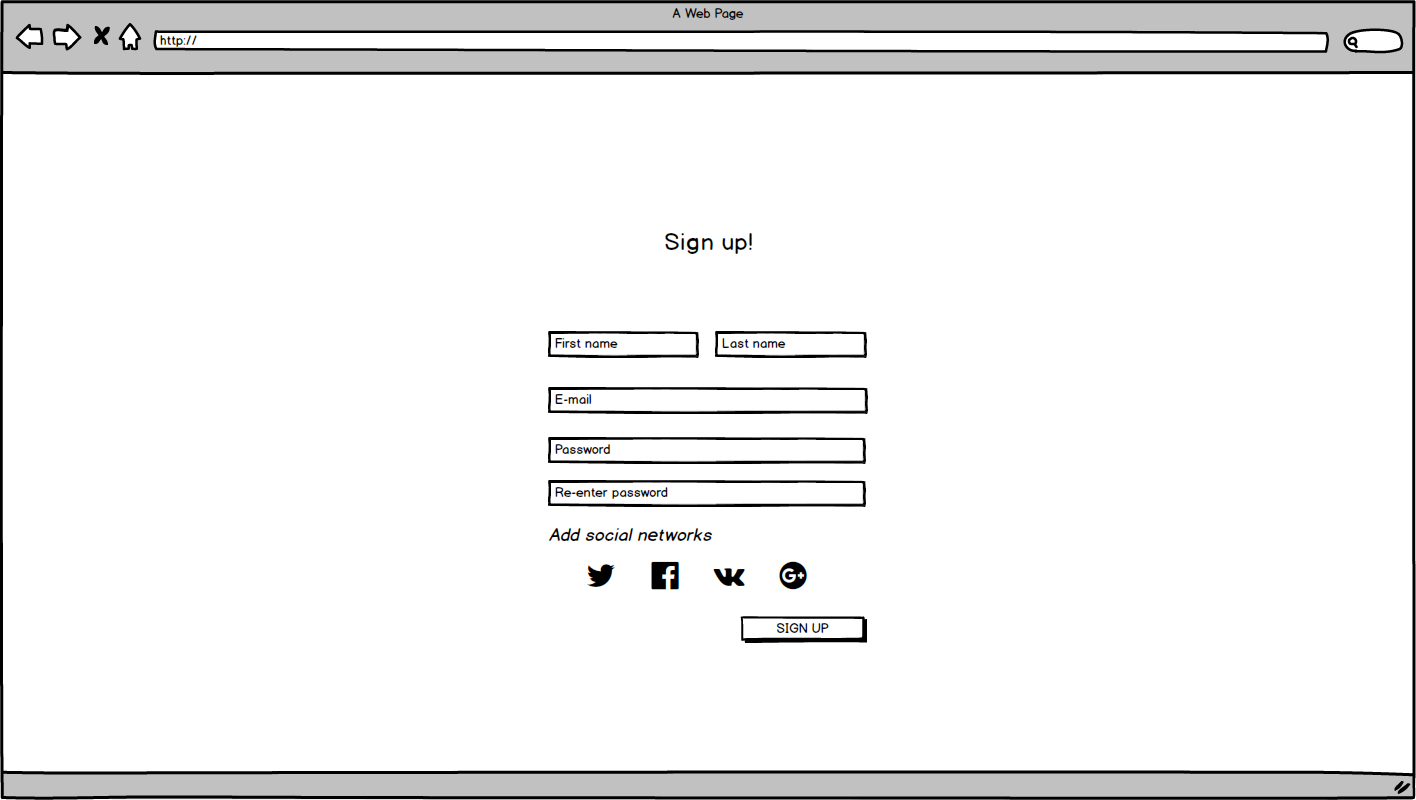 A Web Page
http://
Sign up!
First name
Last name
E-mail
Password
Re-enter password
Add social networks
SIGN UP